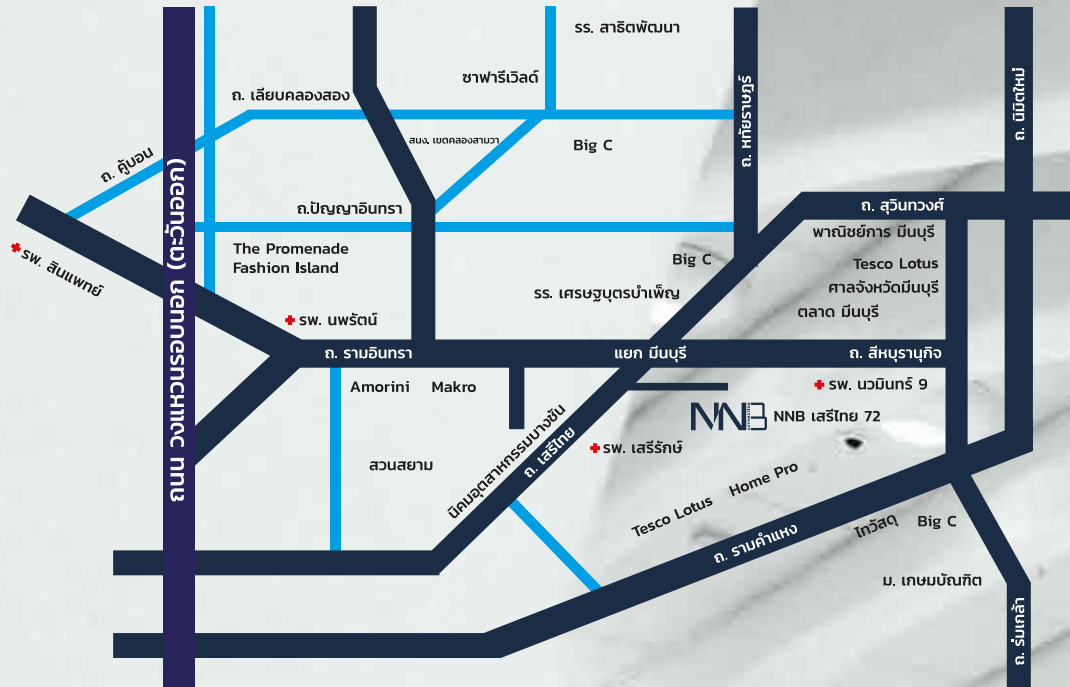 รร. สาธิตพัฒนา
ซาฟารีเวิลด์
ถ. เลียบคลองสอง
ถ. หทัยราษฎร์
ถ. นิมิตใหม่
สนง. เขตคลองสามวา
Big C
ถ. คู้บอน
ถนน วงแหวนรอบนอก (ตะวันออก)
ถ.ปัญญาอินทรา
ถ. สุวินทวงศ์
พาณิชย์การ มีนบุรี
รพ. สินแพทย์
The Promenade
Fashion Island
Big C
Tesco Lotus
ศาลจังหวัดมีนบุรี
รร. เศรษฐบุตรบำเพ็ญ
ตลาด มีนบุรี
รพ. นพรัตน์
ถ. รามอินทรา
แยก มีนบุรี
ถ. สีหบุรานุกิจ
Amorini
Makro
รพ. นวมินทร์ 9
NNB
NNB เสรีไทย 72
นิคมอุตสาหกรรมบางชัน
ถ. เสรีไทย
รพ. เสรีรักษ์
สวนสยาม
Tesco Lotus
Home Pro
ถ. รามคำแหง
ไทวัสดุ
Big C
ม. เกษมบัณฑิต
ถ. ร่มเกล้า